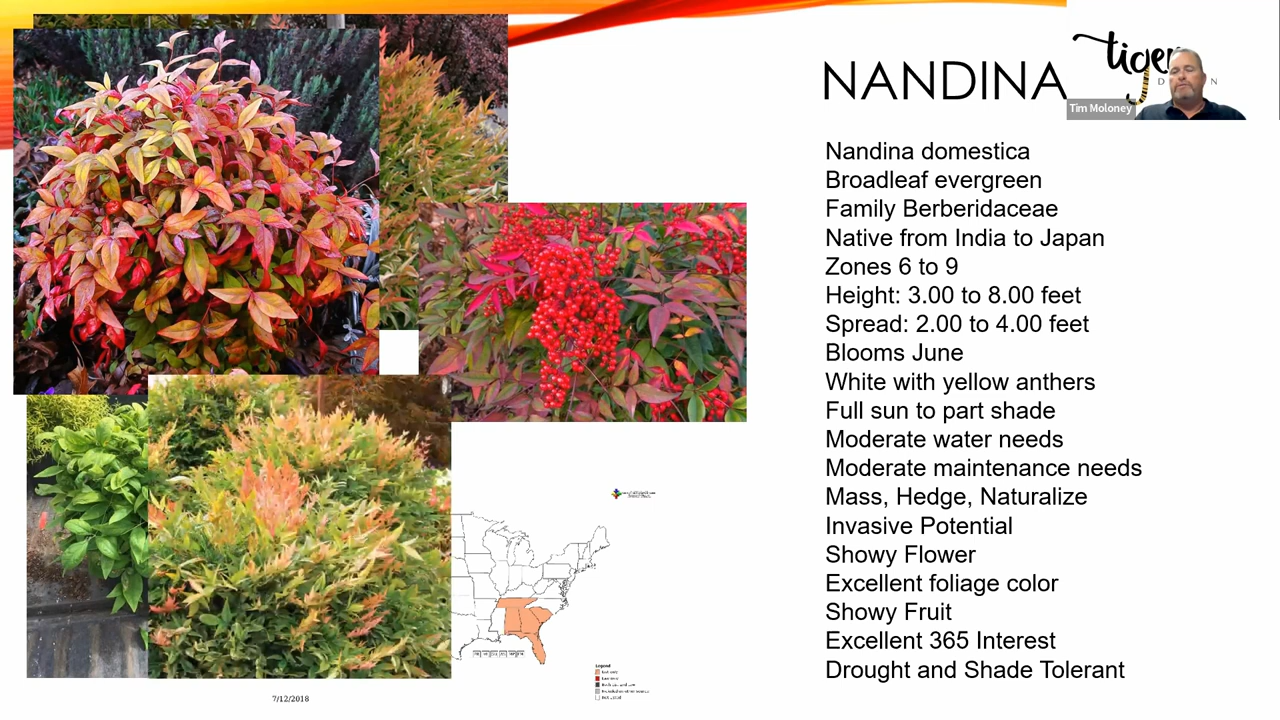 NANDINA
tiger
Tim Moloney
Nandina domestica
Broadleaf evergreen
Family Berberidaceae
Native from India to Japan
Zones 6 to 9
Height: 3.00 to 8.00 feet
Spread: 2.00 to 4.00 feet
Blooms June
White with yellow anthers
Full sun to part shade
Moderate water needs
Moderate maintenance needs
Mass, Hedge, Naturalize
Invasive Potential
Showy Flower
Excellent foliage color
Showy Fruit
Excellent 365 Interest
Drought and Shade Tolerant
Legend
7/12/2018